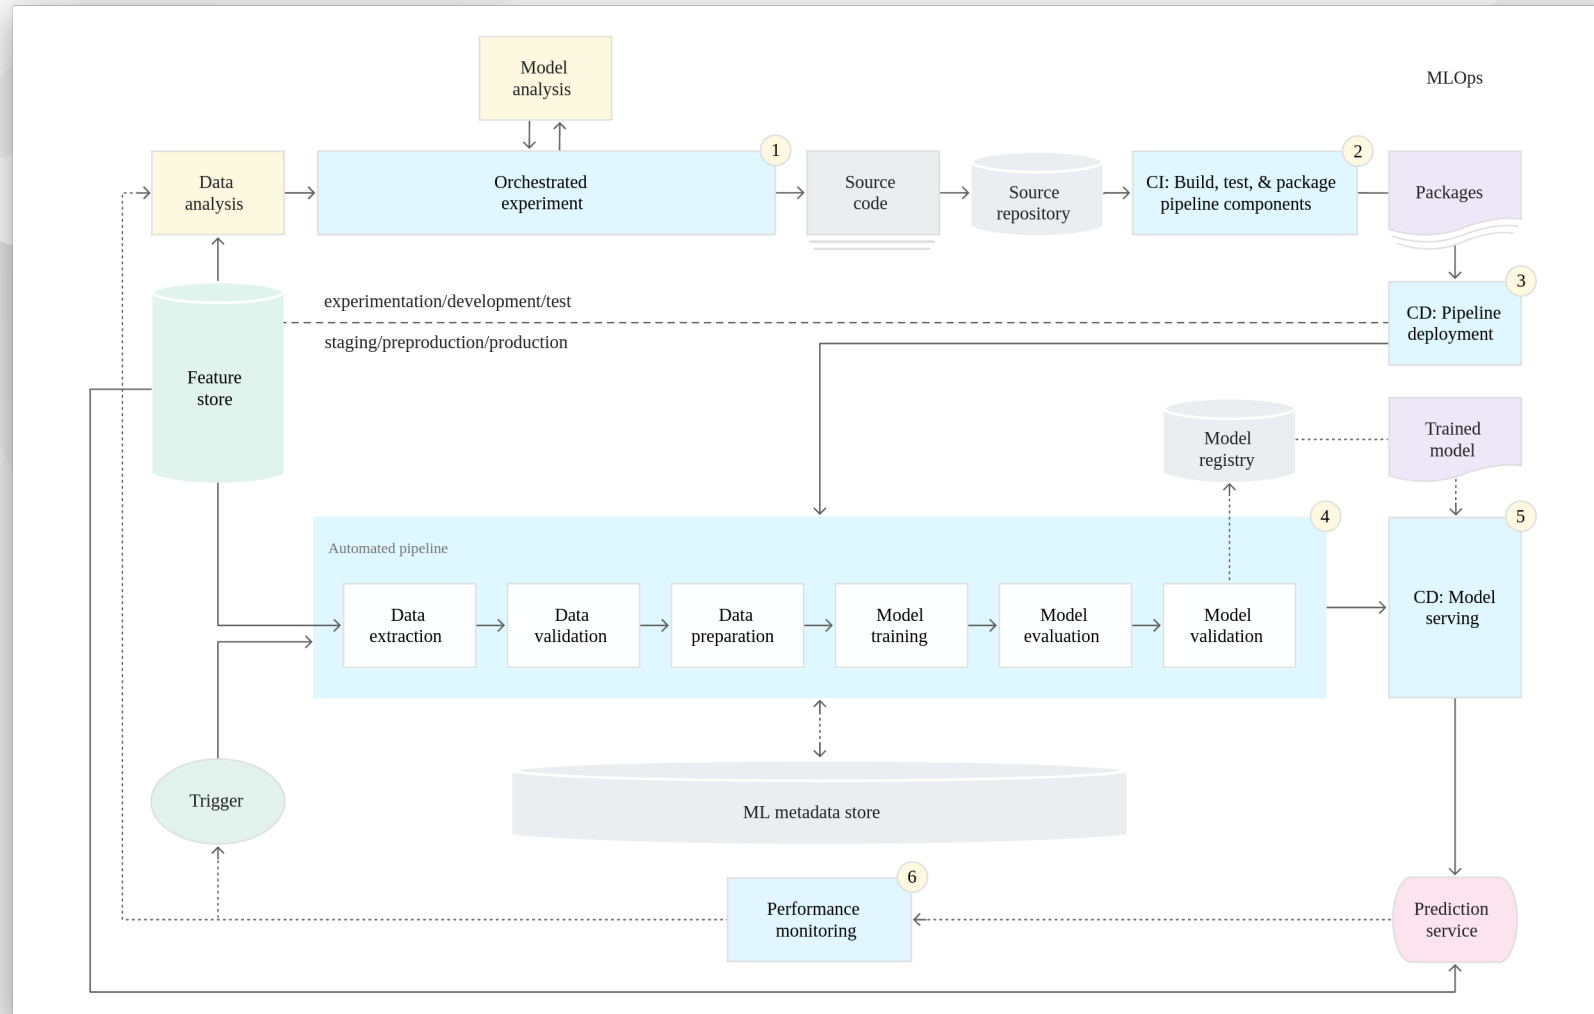 Model
analysis
MLOps
1
2
Data
analysis
Orchestrated
experiment
Source
code
Source
repository
CI: Build, test, & package
pipeline components
Packages
3
experimentation/development/test
CD: Pipeline
deployment
staging/preproduction/production
Feature
store
Model
registry
Trained
model
4
5
Automated pipeline
Data
extraction
Data
validation
Data
preparation
Model
training
Model
evaluation
Model
validation
CD: Model
serving
Trigger
ML metadata store
6
Performance
monitoring
Prediction
service